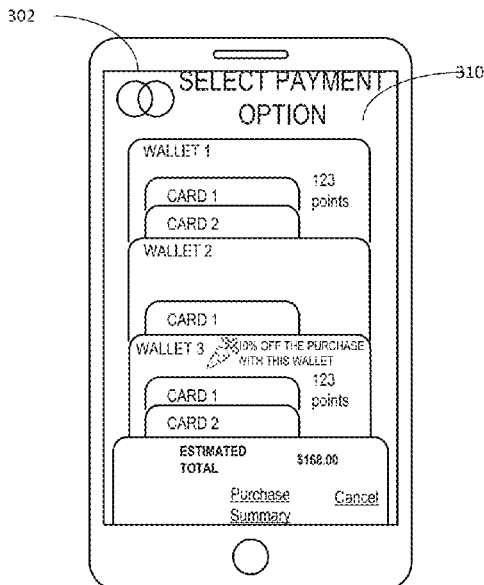 302
310
SELECT PAYMENT
OPTION
WALLET 1
123
points
CARD 1
CARD 2
WALLET 2
CARD 1
WALLET 3
10% OFF THE PURCHASE
WITH THIS WALLET
123
points
CARD 1
CARD 2
ESTIMATED
TOTAL
$168.00
Purchase
Summary
Cancel